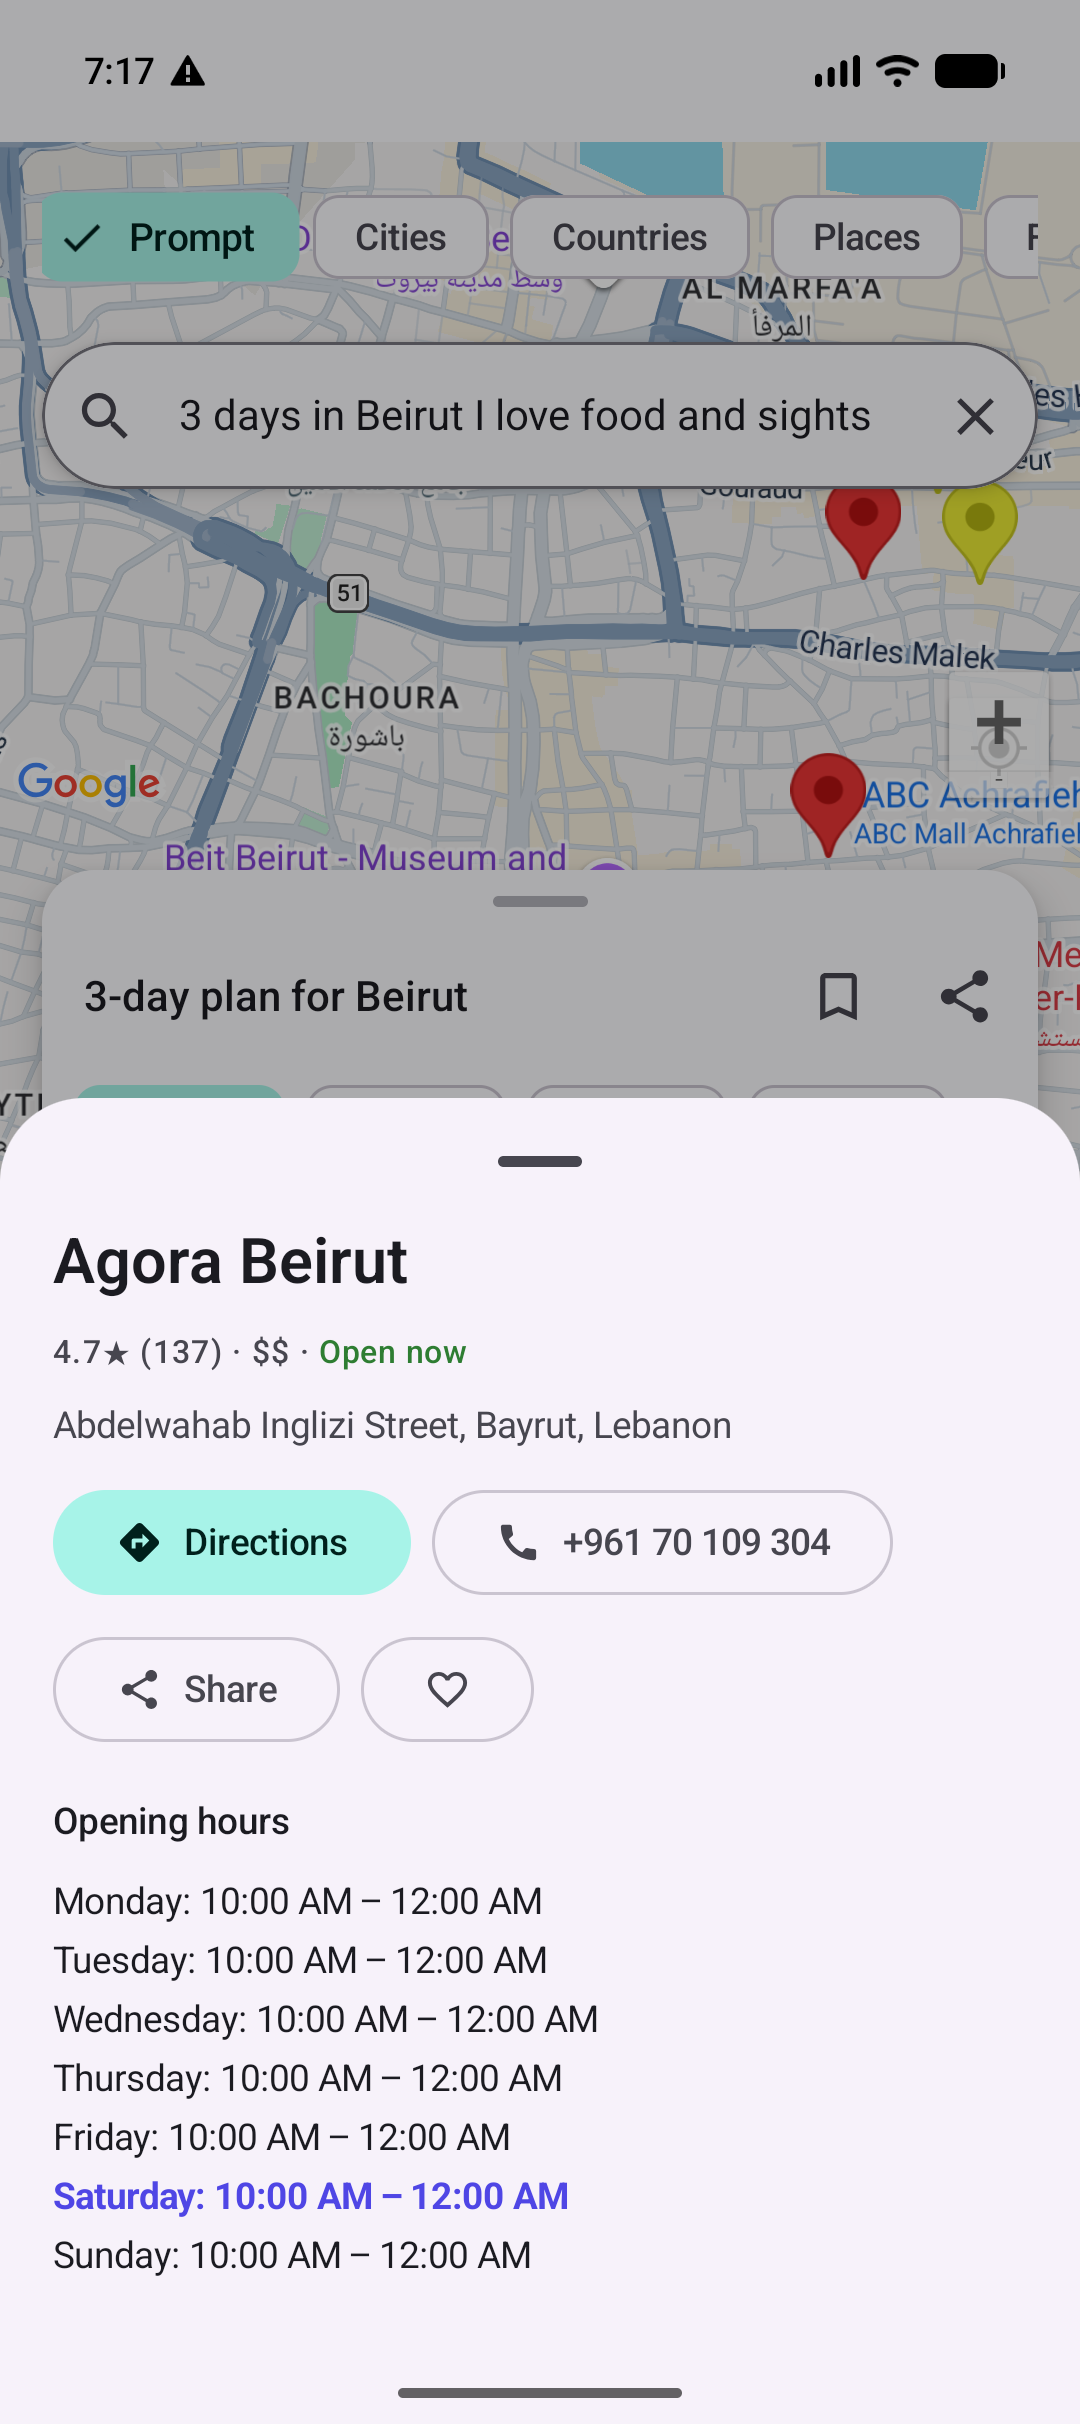 7:17
Prompt
Cities
Countries
Places
وسط مدينة بيروت
AL MARFA'A
المرفأ
3 days in Beirut I love food and sights
Gouraud
51
Charles Malek
BACHOURA
باشورة
Google
ABC Achrafieh
ABC Mall Achrafieh
Beit Beirut - Museum and
3-day plan for Beirut
Agora Beirut
4.7★ (137) · $$ · Open now
Abdelwahab Inglizi Street, Bayrut, Lebanon
Directions
+961 70 109 304
Share
Opening hours
Monday: 10:00 AM – 12:00 AM
Tuesday: 10:00 AM – 12:00 AM
Wednesday: 10:00 AM – 12:00 AM
Thursday: 10:00 AM – 12:00 AM
Friday: 10:00 AM – 12:00 AM
Saturday: 10:00 AM – 12:00 AM
Sunday: 10:00 AM – 12:00 AM